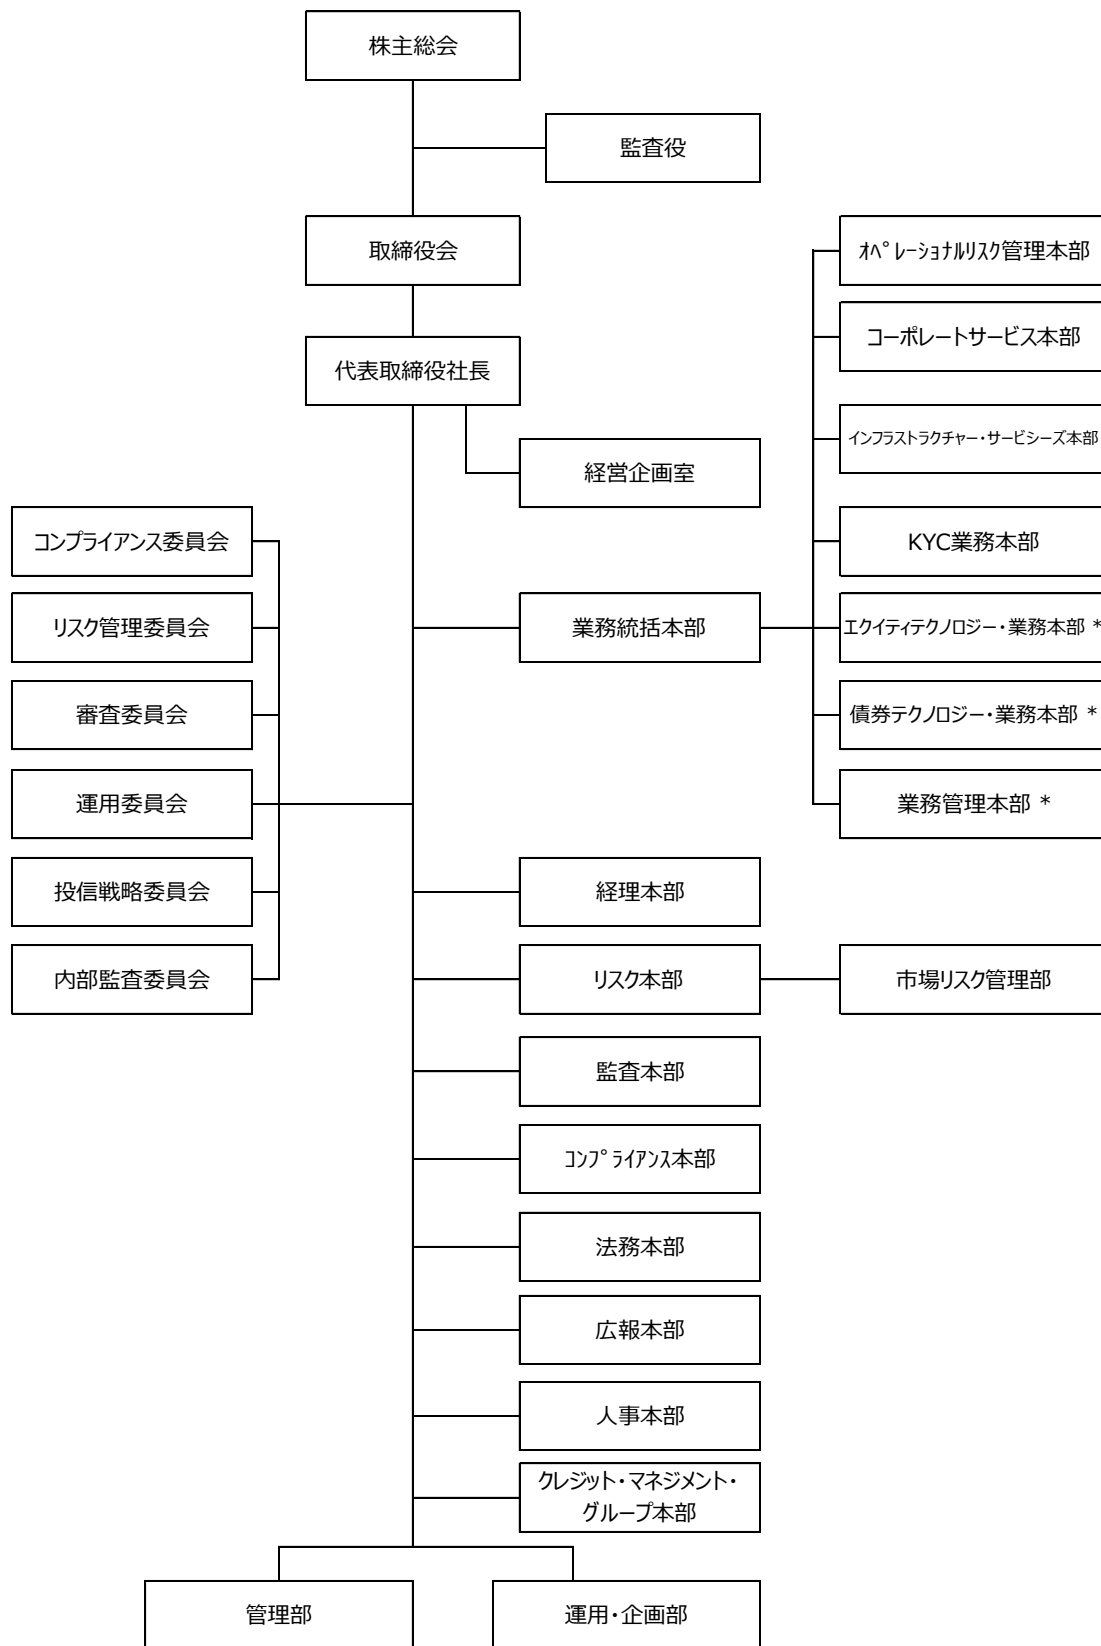 株主総会
監査役
取締役会
代表取締役社長
経営企画室
ｵﾍﾟﾚｰｼｮﾅﾙﾘｽｸ管理本部
コーポレートサービス本部
インフラストラクチャー・サービシーズ本部
KYC業務本部
エクイティテクノロジー・業務本部 *
債券テクノロジー・業務本部 *
業務管理本部 *
業務統括本部
コンプライアンス委員会
リスク管理委員会
審査委員会
運用委員会
投信戦略委員会
内部監査委員会
経理本部
リスク本部
市場リスク管理部
監査本部
ｺﾝﾌﾟﾗｲｱﾝｽ本部
法務本部
広報本部
人事本部
クレジット・マネジメント・
グループ本部
管理部
運用・企画部